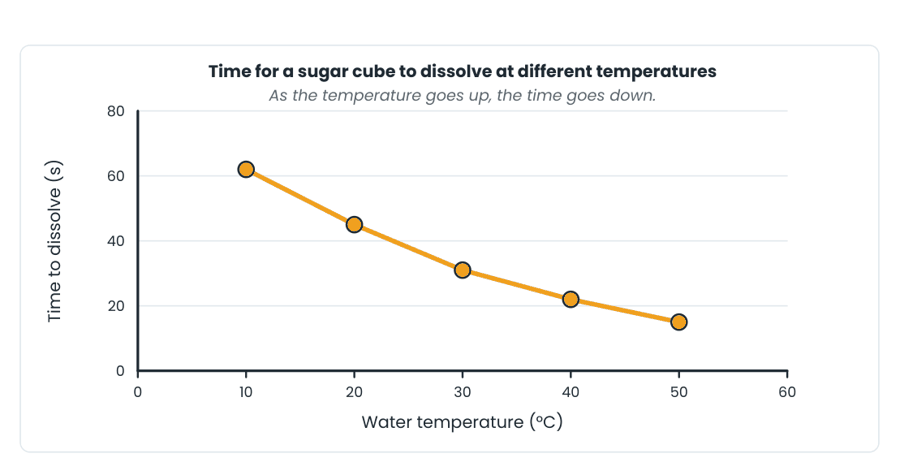 Time for a sugar cube to dissolve at different temperatures
As the temperature goes up, the time goes down.
Time to dissolve (s)
80
60
40
20
0
0 10 20 30 40 50 60
Water temperature (°C)